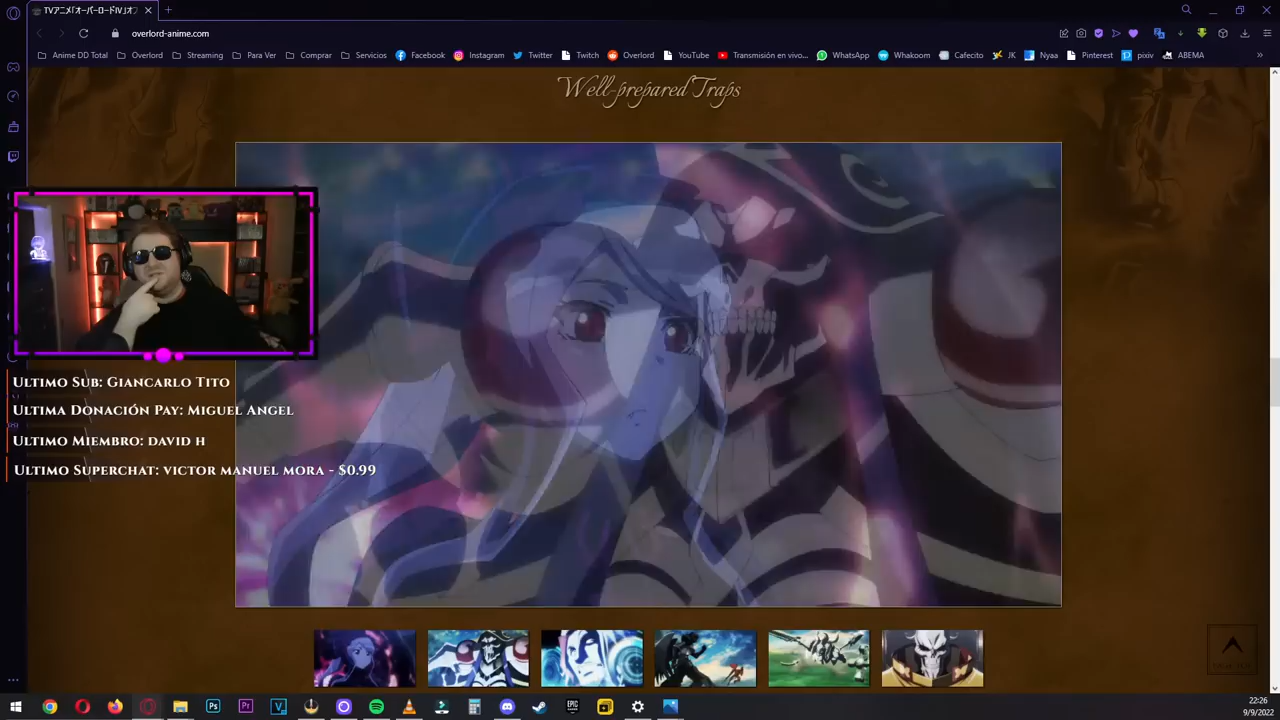 TVアニメ「オーバーロードIV」オフ
overlord-anime.com
Anime DD Total
Overlord
Streaming
Para Ver
Comprar
Servicios
Facebook
Instagram
Twitter
Twitch
Overlord
YouTube
Transmisión en vivo...
WhatsApp
Whakoom
Cafecito
JK
Nyaa
Pinterest
pixiv
ABEMA
Well-prepared Traps
Ultimo Sub: Giancarlo Tito
Ultima Donación Pay: Miguel Angel
Ultimo Miembro: david h
Ultimo Superchat: victor manuel mora - $0.99
22:26
9/9/2022